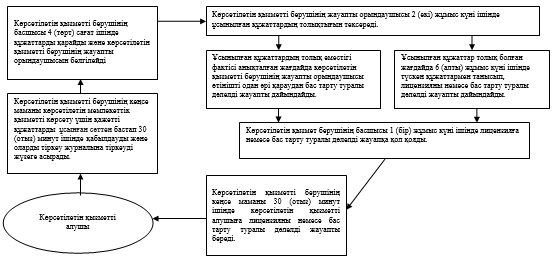 Көрсетілетін қызметті берушінің
басшысы 4 (төрт) сағат ішінде
құжаттарды қарайды және көрсетілетін
қызметті берушінің жауапты
орындаушысын белгілейді
Көрсетілетін қызметті берушінің жауапты орындаушысы 2 (екі) жұмыс күні ішінде
ұсынылған құжаттардың толықтығын тексереді.
Ұсынылған құжаттардың толық еместігі
фактісі анықталған жағдайда көрсетілетін
қызметті берушінің жауапты орындаушысы
өтінішті одан әрі қараудан бас тарту туралы
дәлелді жауапты дайындайды.
Ұсынылған құжаттар толық болған
жағдайда 6 (алты) жұмыс күні ішінде
түскен құжаттармен танысып,
лицензияны немесе бас тарту туралы
дәлелді жауапты дайындайды.
Көрсетілетін қызметті берушінің кеңсе
маманы көрсетілетін мемлекеттік
қызметті көрсету үшін қажетті
құжаттарды ұсынған сәттен бастап 30
(отыз) минут ішінде қабылдауды және
оларды тіркеу журналына тіркеуді
жүзеге асырады.
Көрсетілетін қызмет берушінің басшысы 1 (бір) жұмыс күні ішінде лицензияға
немесе бас тарту туралы дәлелді жауапқа қол қояды.
Көрсетілетін қызметті берушінің
кеңсе маманы 30 (отыз) минут
ішінде көрсетілетін қызметті
алушыға лицензияны немесе бас
тарту туралы дәлелді жауапты
береді.
Көрсетілетін қызметті
алушы